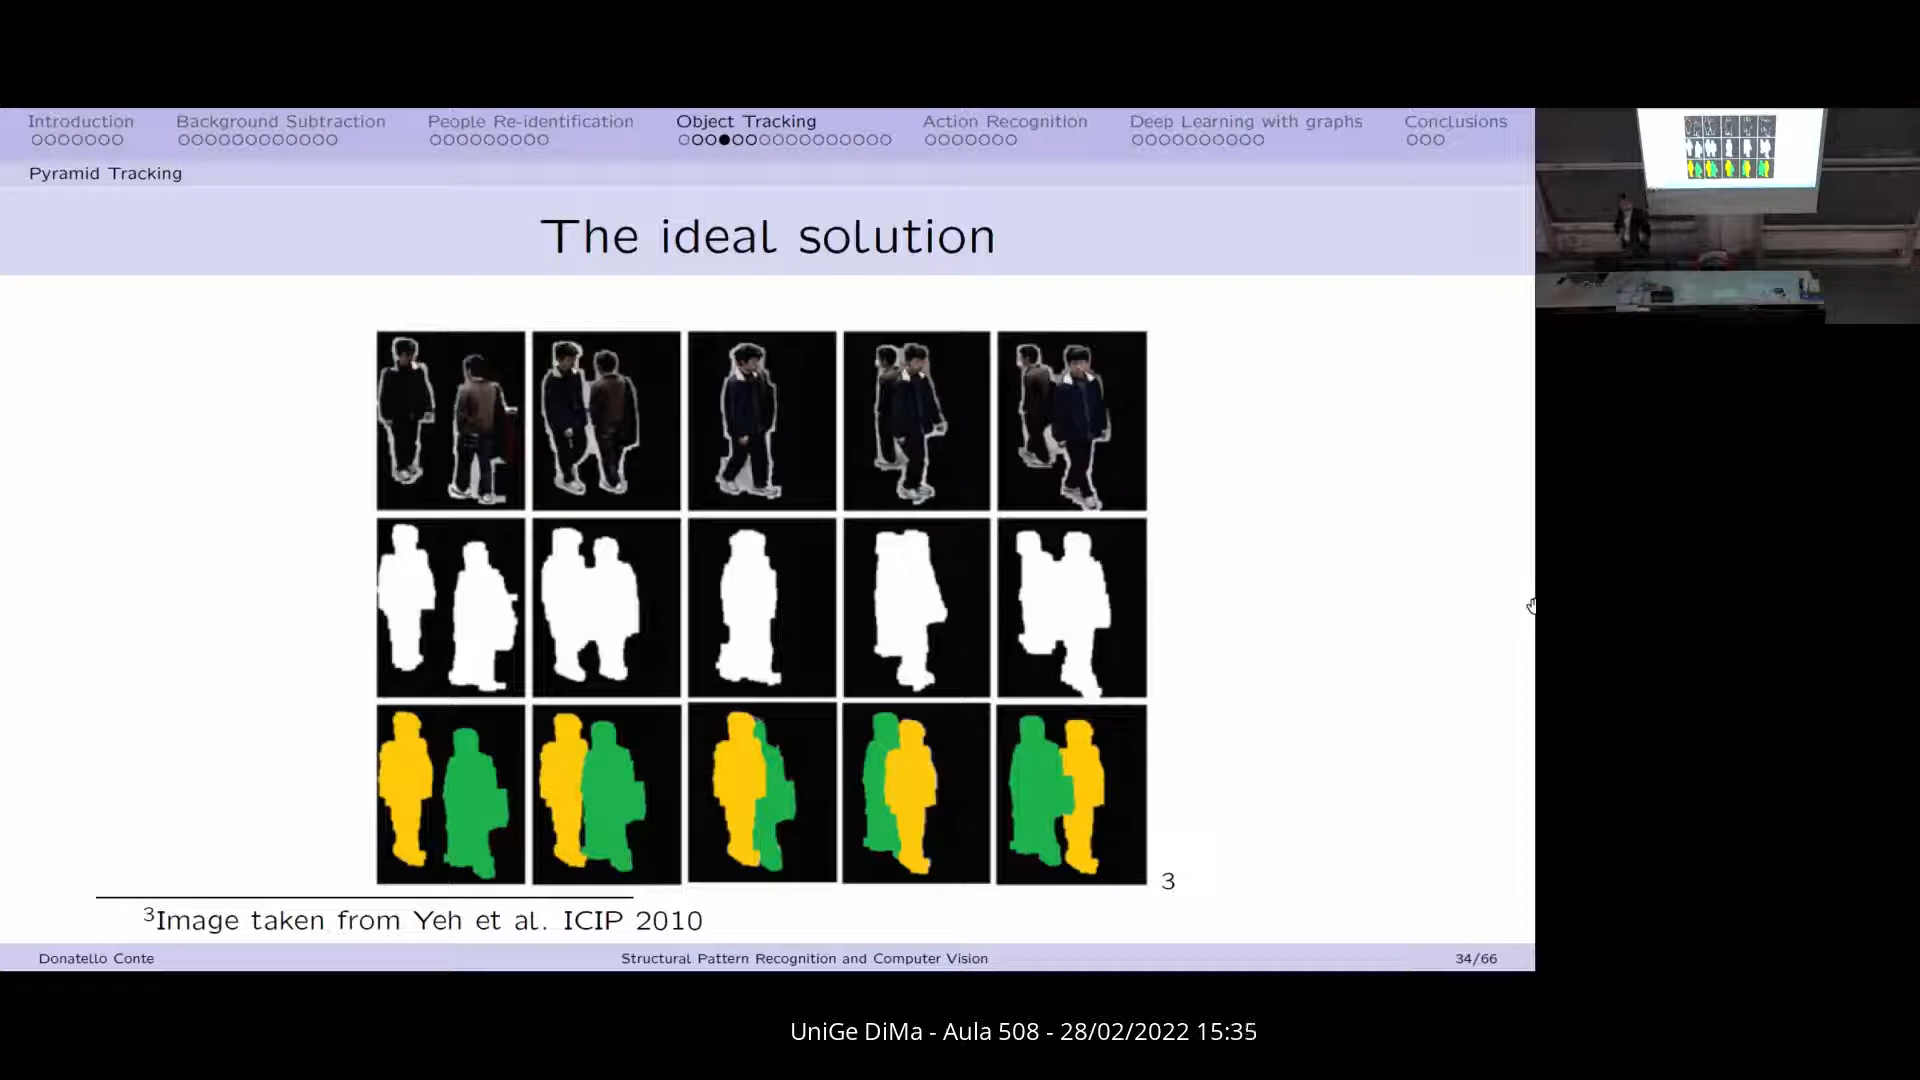 Introduction Background Subtraction People Re-identification Object Tracking Action Recognition Deep Learning with graphs Conclusions
Pyramid Tracking
The ideal solution
3
3Image taken from Yeh et al. ICIP 2010
Donatello Conte Structural Pattern Recognition and Computer Vision 34/66
UniGe DiMa - Aula 508 - 28/02/2022 15:35